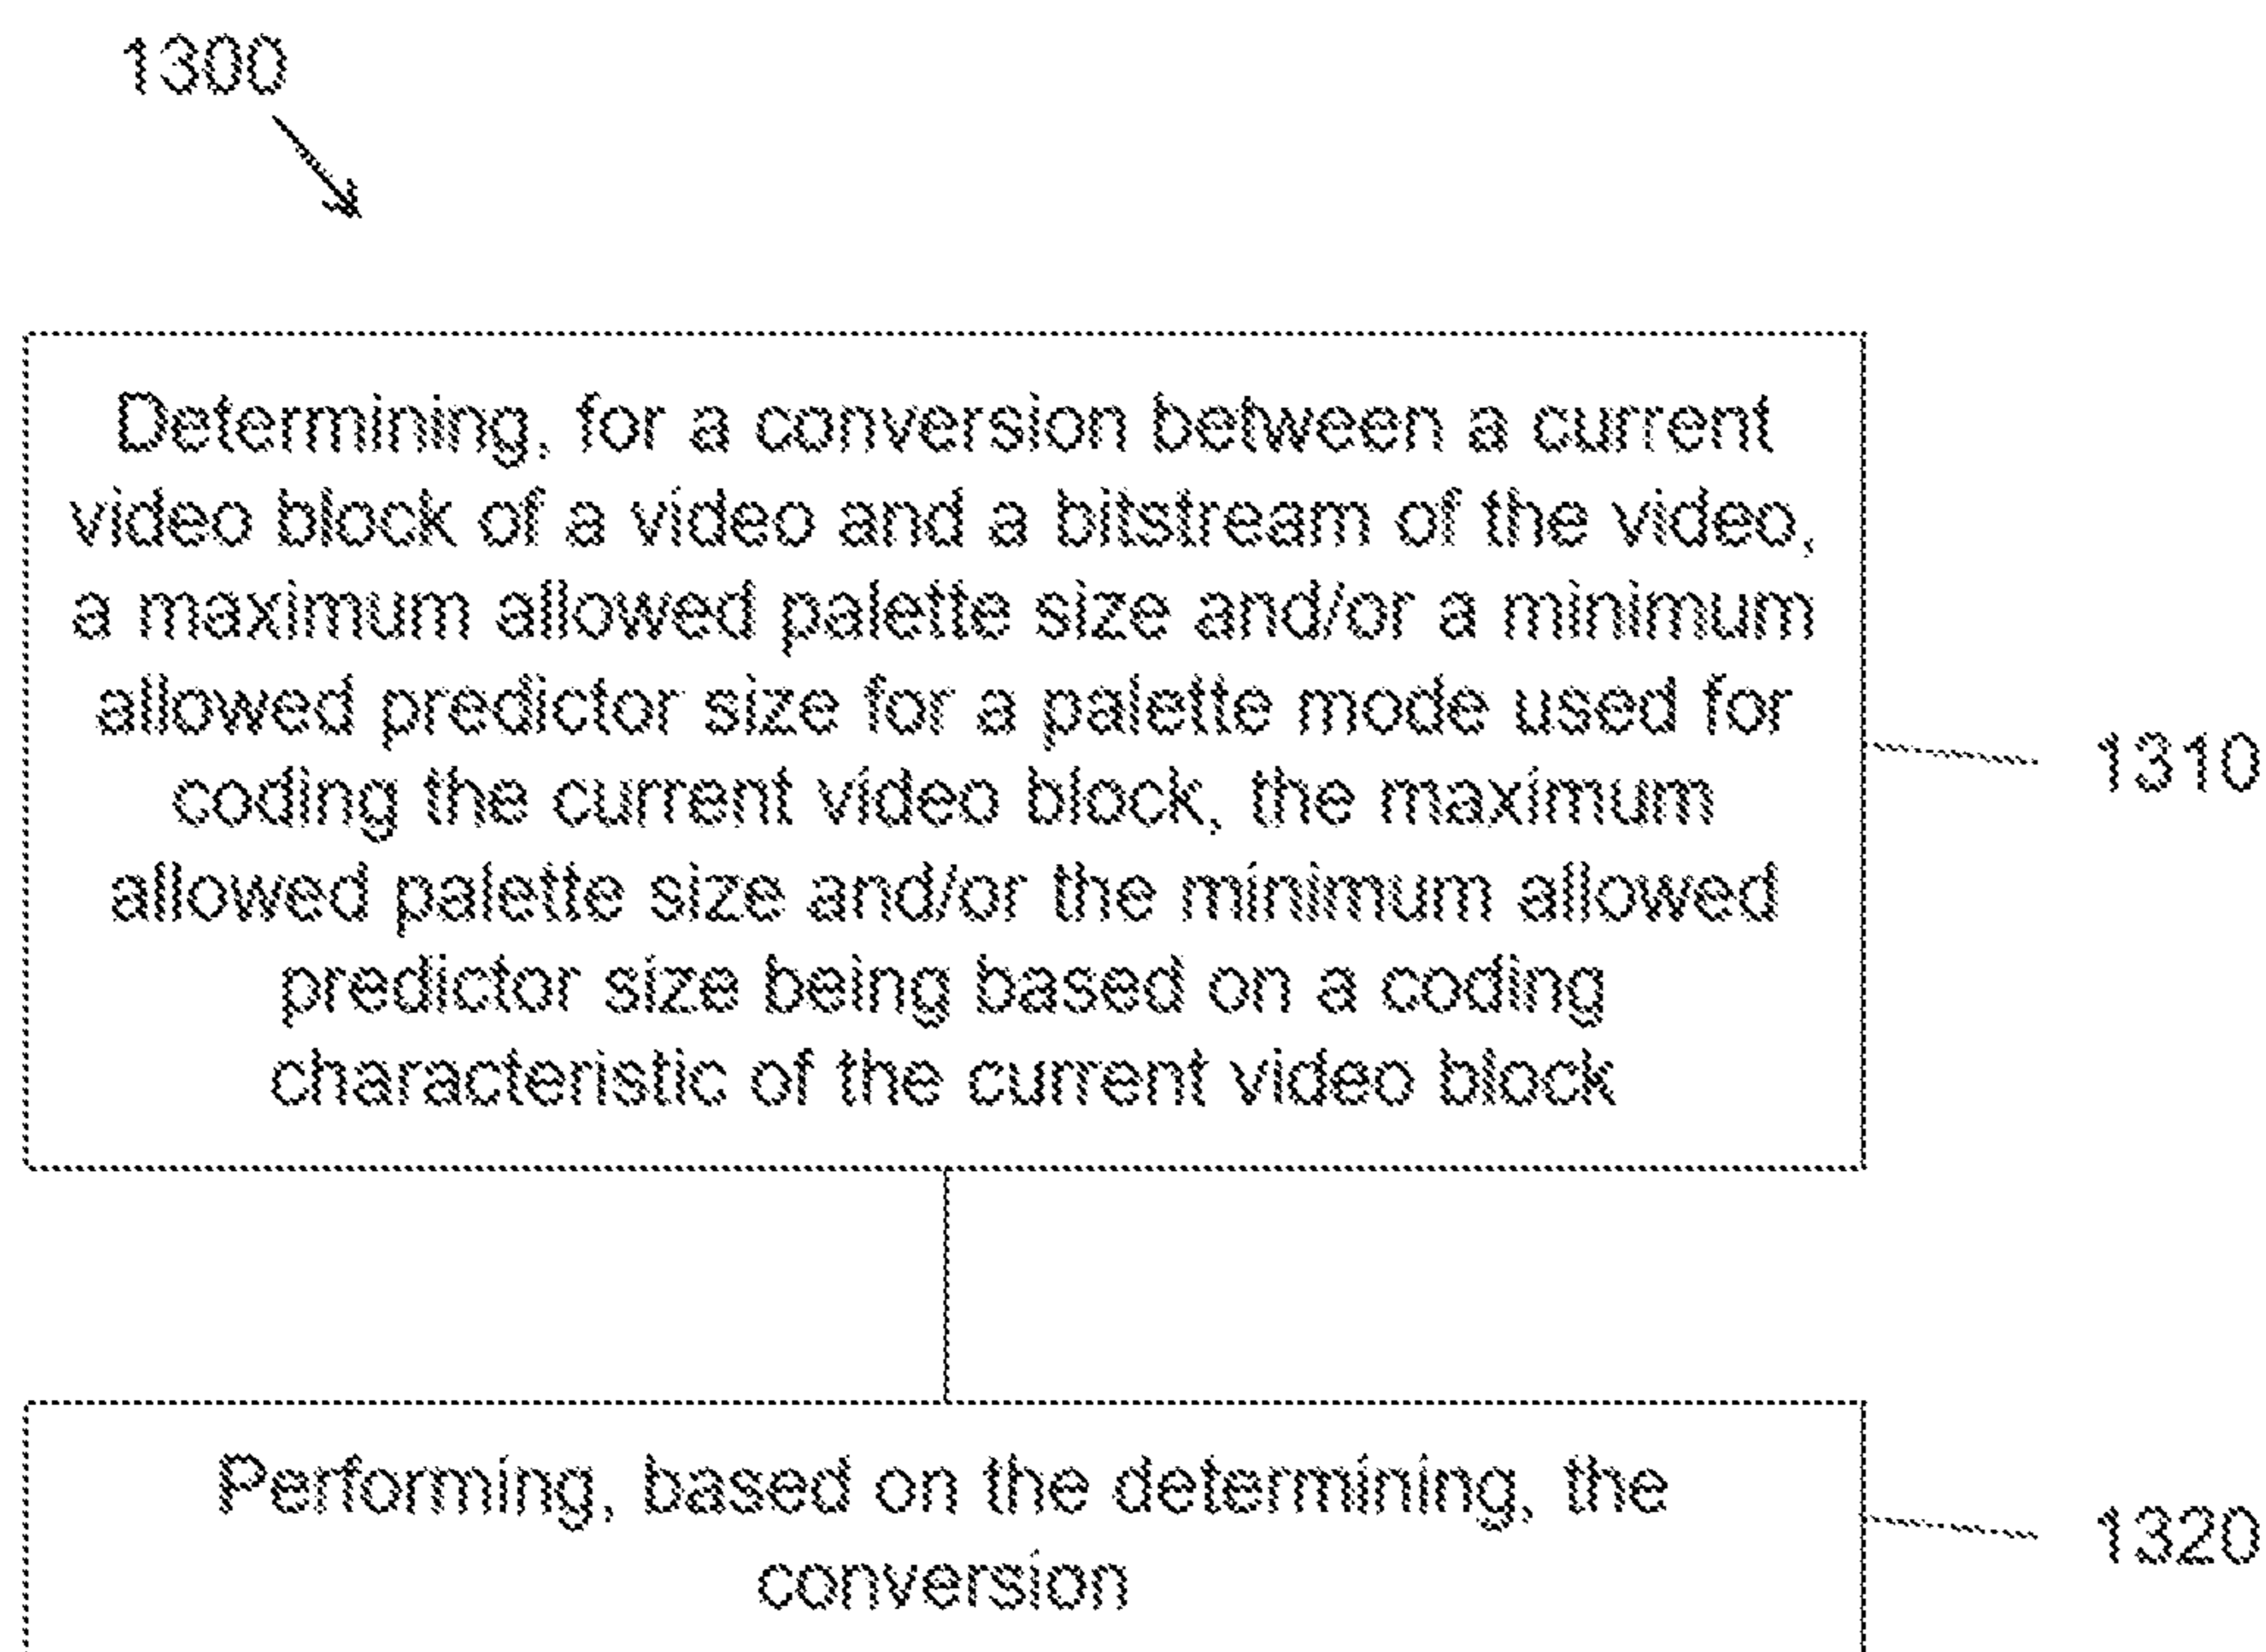 1300
Determining, for a conversion between a current
video block of a video and a bitstream of the video,
a maximum allowed palette size and/or a minimum
allowed predictor size for a palette mode used for
coding the current video block, the maximum
allowed palette size and/or the minimum allowed
predictor size being based on a coding
characteristic of the current video block
1310
Performing, based on the determining, the
conversion
1320